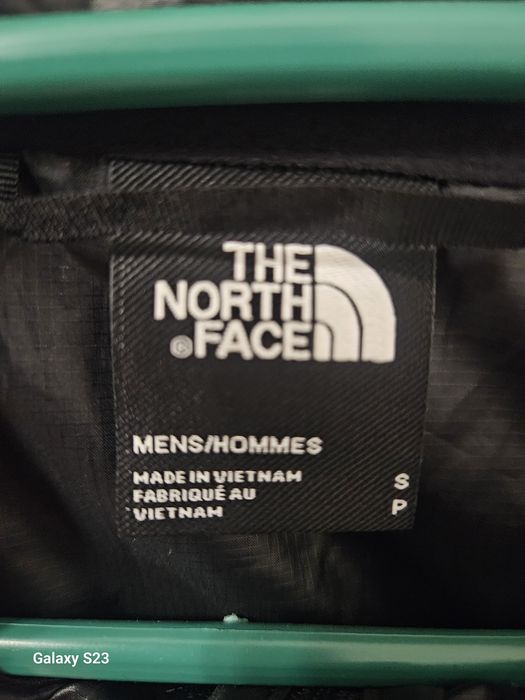 THE
NORTH
©FACE
MENS/HOMMES
MADE IN VIETNAM
FABRIQUÉ AU
VIETNAM
S
P
Galaxy S23